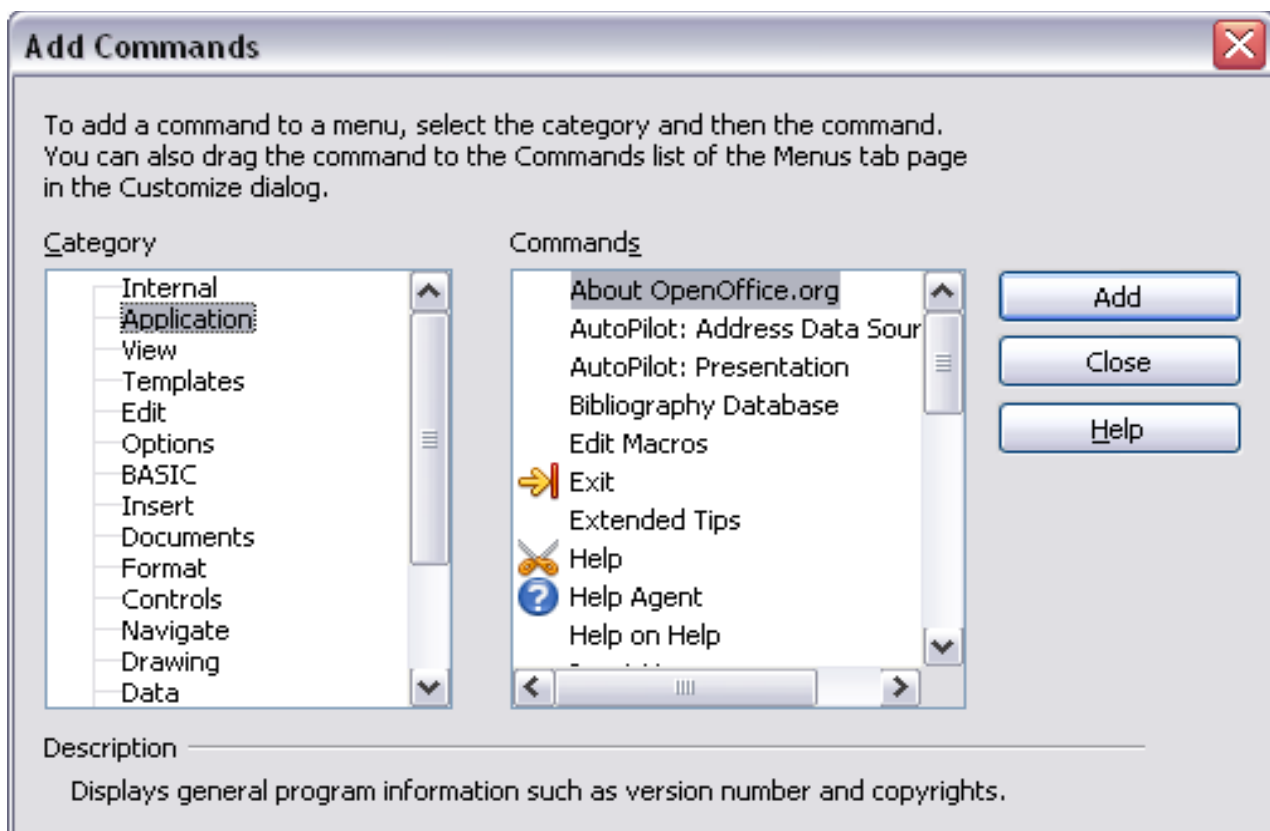 Add Commands
To add a command to a menu, select the category and then the command.
You can also drag the command to the Commands list of the Menus tab page
in the Customize dialog.
Category
Internal
Application
View
Templates
Edit
Options
BASIC
Insert
Documents
Format
Controls
Navigate
Drawing
Data
Commands
About OpenOffice.org
AutoPilot: Address Data Sour
AutoPilot: Presentation
Bibliography Database
Edit Macros
Exit
Extended Tips
Help
Help Agent
Help on Help
Add
Close
Help
Description
Displays general program information such as version number and copyrights.